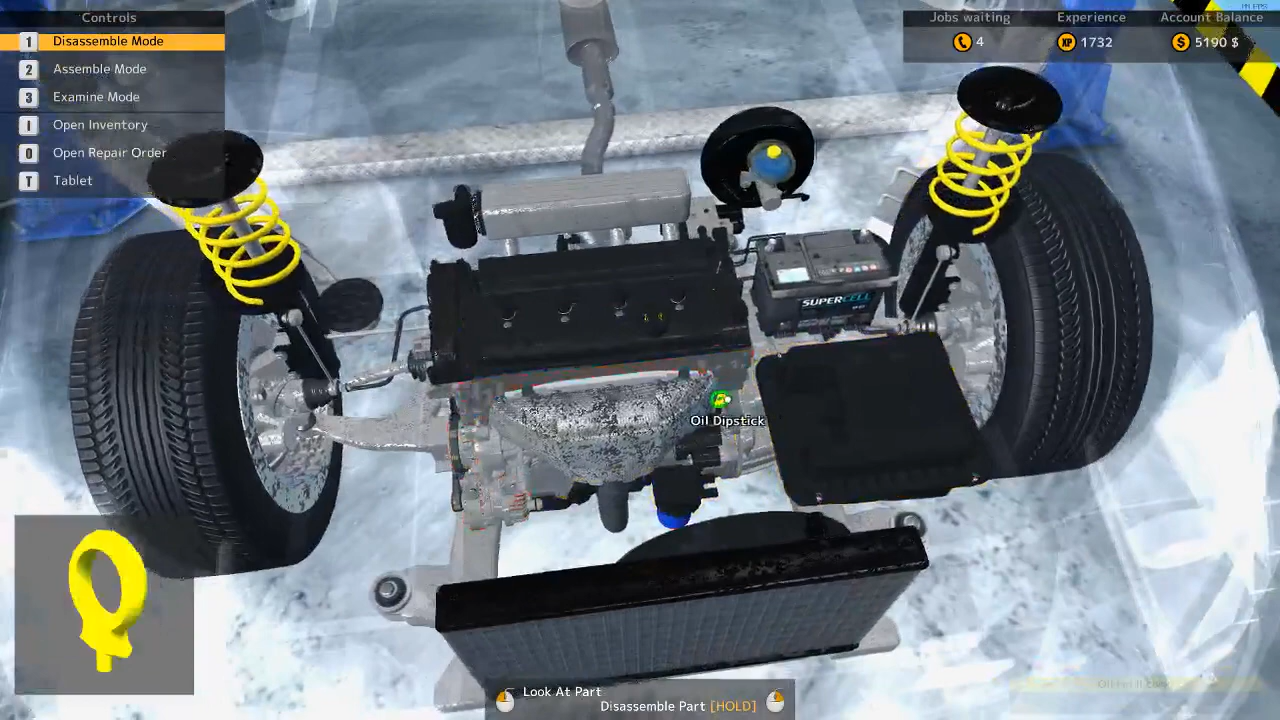 Controls
1 Disassemble Mode
2 Assemble Mode
3 Examine Mode
I Open Inventory
O Open Repair Order
T Tablet
Jobs waiting
4
Experience
XP 1732
Account Balance
$ 5190 $
SUPERCELL
Oil Dipstick
Look At Part
Disassemble Part [HOLD]